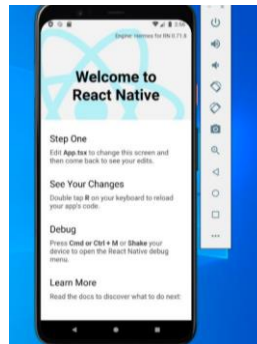 Welcome to
React Native
Step One
Edit App.tsx to change this screen and
then come back to see your edits.
See Your Changes
Double tap R on your keyboard to reload
your app's code.
Debug
Press Cmd or Ctrl + M or Shake your
device to open the React Native debug
menu.
Learn More
Read the docs to discover what to do next: